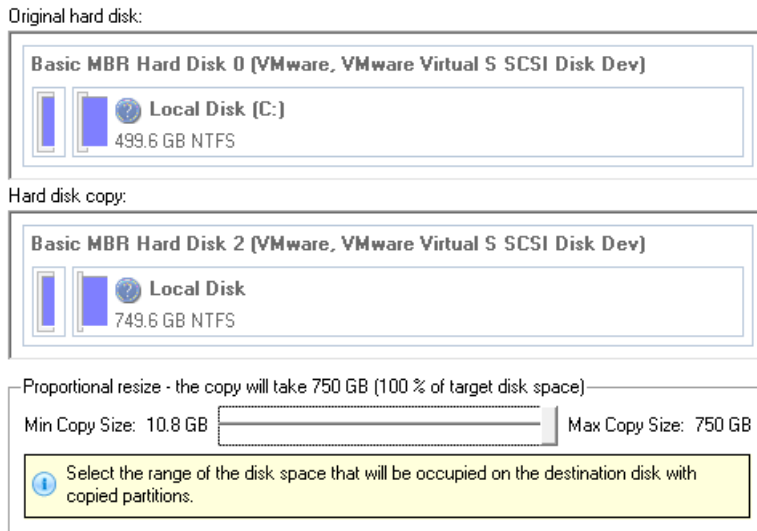 Original hard disk:
Basic MBR Hard Disk 0 (VMware, VMware Virtual S SCSI Disk Dev)
Local Disk (C:)
499.6 GB NTFS
Hard disk copy:
Basic MBR Hard Disk 2 (VMware, VMware Virtual S SCSI Disk Dev)
Local Disk
749.6 GB NTFS
Proportional resize - the copy will take 750 GB (100 % of target disk space)
Min Copy Size: 10.8 GB Max Copy Size: 750 GB
Select the range of the disk space that will be occupied on the destination disk with
copied partitions.